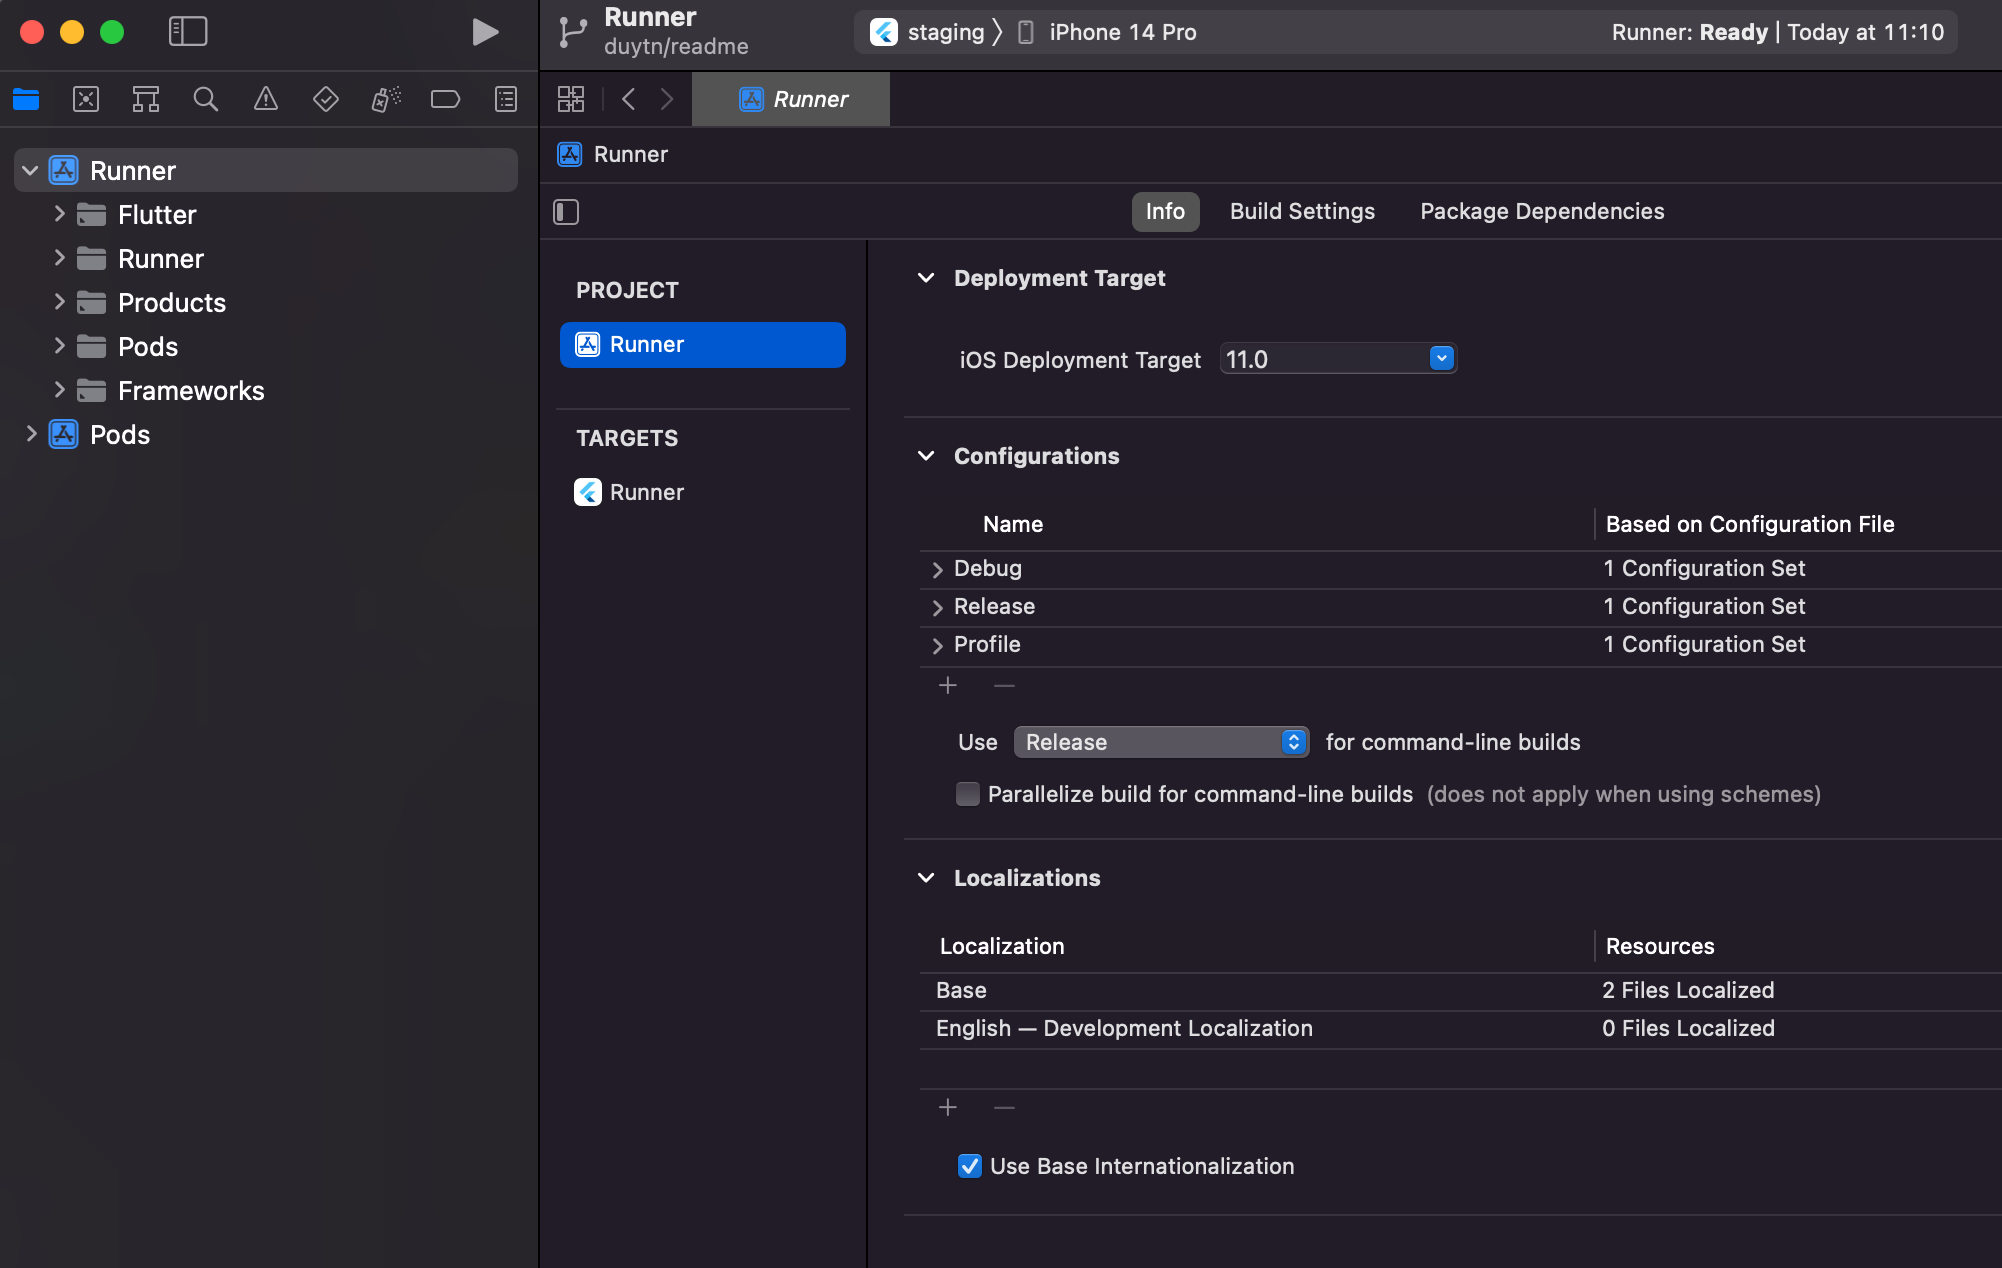 Runner
duytn/readme
staging
iPhone 14 Pro
Runner: Ready | Today at 11:10
Runner
Flutter
Runner
Products
Pods
Frameworks
Pods
Runner
Runner
Info
Build Settings
Package Dependencies
PROJECT
Runner
TARGETS
Runner
Deployment Target
iOS Deployment Target 11.0
Configurations
Name Based on Configuration File
Debug 1 Configuration Set
Release 1 Configuration Set
Profile 1 Configuration Set
Use Release for command-line builds
Parallelize build for command-line builds (does not apply when using schemes)
Localizations
Localization Resources
Base 2 Files Localized
English — Development Localization 0 Files Localized
Use Base Internationalization